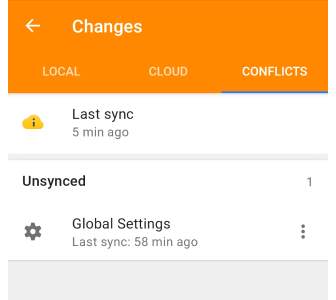 Changes
LOCAL CLOUD CONFLICTS
Last sync
5 min ago
Unsynced 1
Global Settings
Last sync: 58 min ago